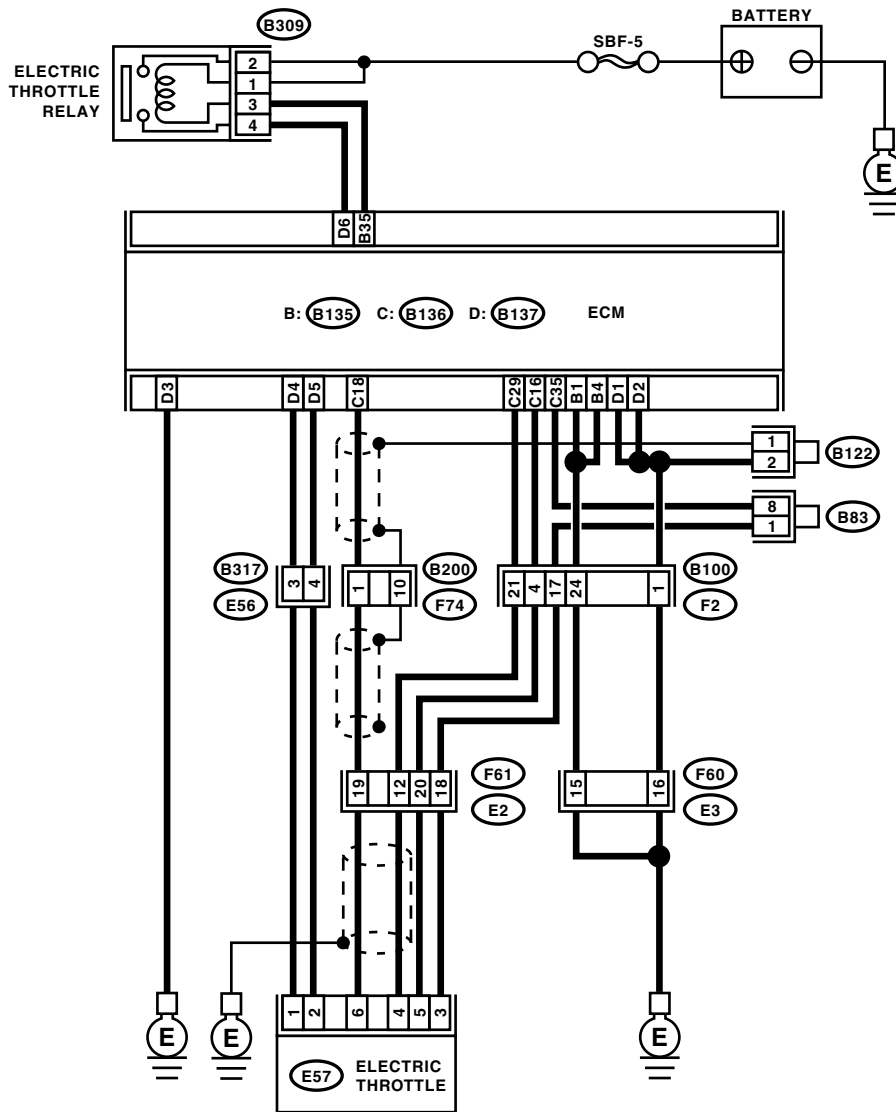 B309
BATTERY
SBF-5
ELECTRIC
THROTTLE
RELAY
2
1
3
4
E
D6
B35
B: B135 C: B136 D: B137 ECM
D3
D4
D5
C18
C29
C16
C35
B1
B4
D1
D2
1
2
B122
8
1
B83
B317
E56
3
4
1
10
B200
F74
21
4
17
24
1
B100
F2
19
12
20
18
F61
E2
15
16
F60
E3
1
2
6
4
5
3
E
E
E
E57 ELECTRIC
THROTTLE